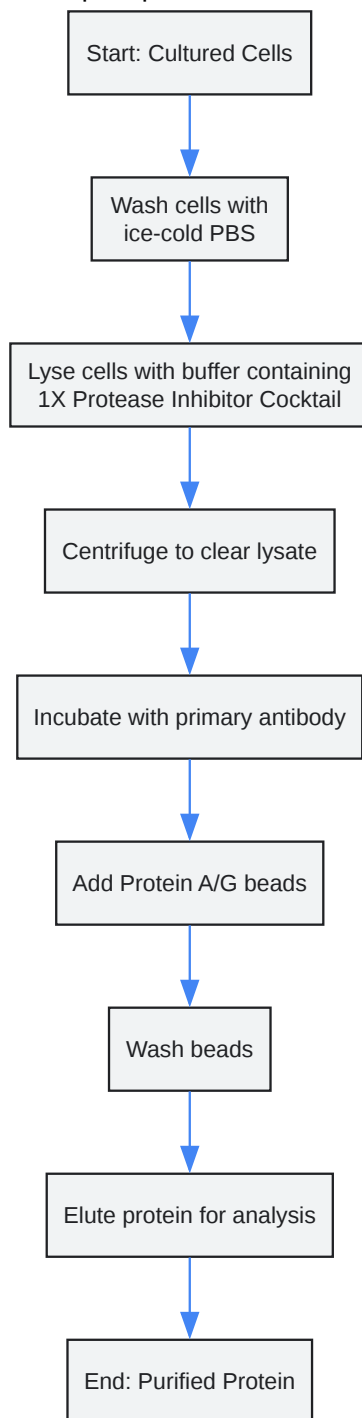 Start: Cultured Cells
Wash cells with
ice-cold PBS
Lyse cells with buffer containing
1X Protease Inhibitor Cocktail
Centrifuge to clear lysate
Incubate with primary antibody
Add Protein A/G beads
Wash beads
Elute protein for analysis
End: Purified Protein